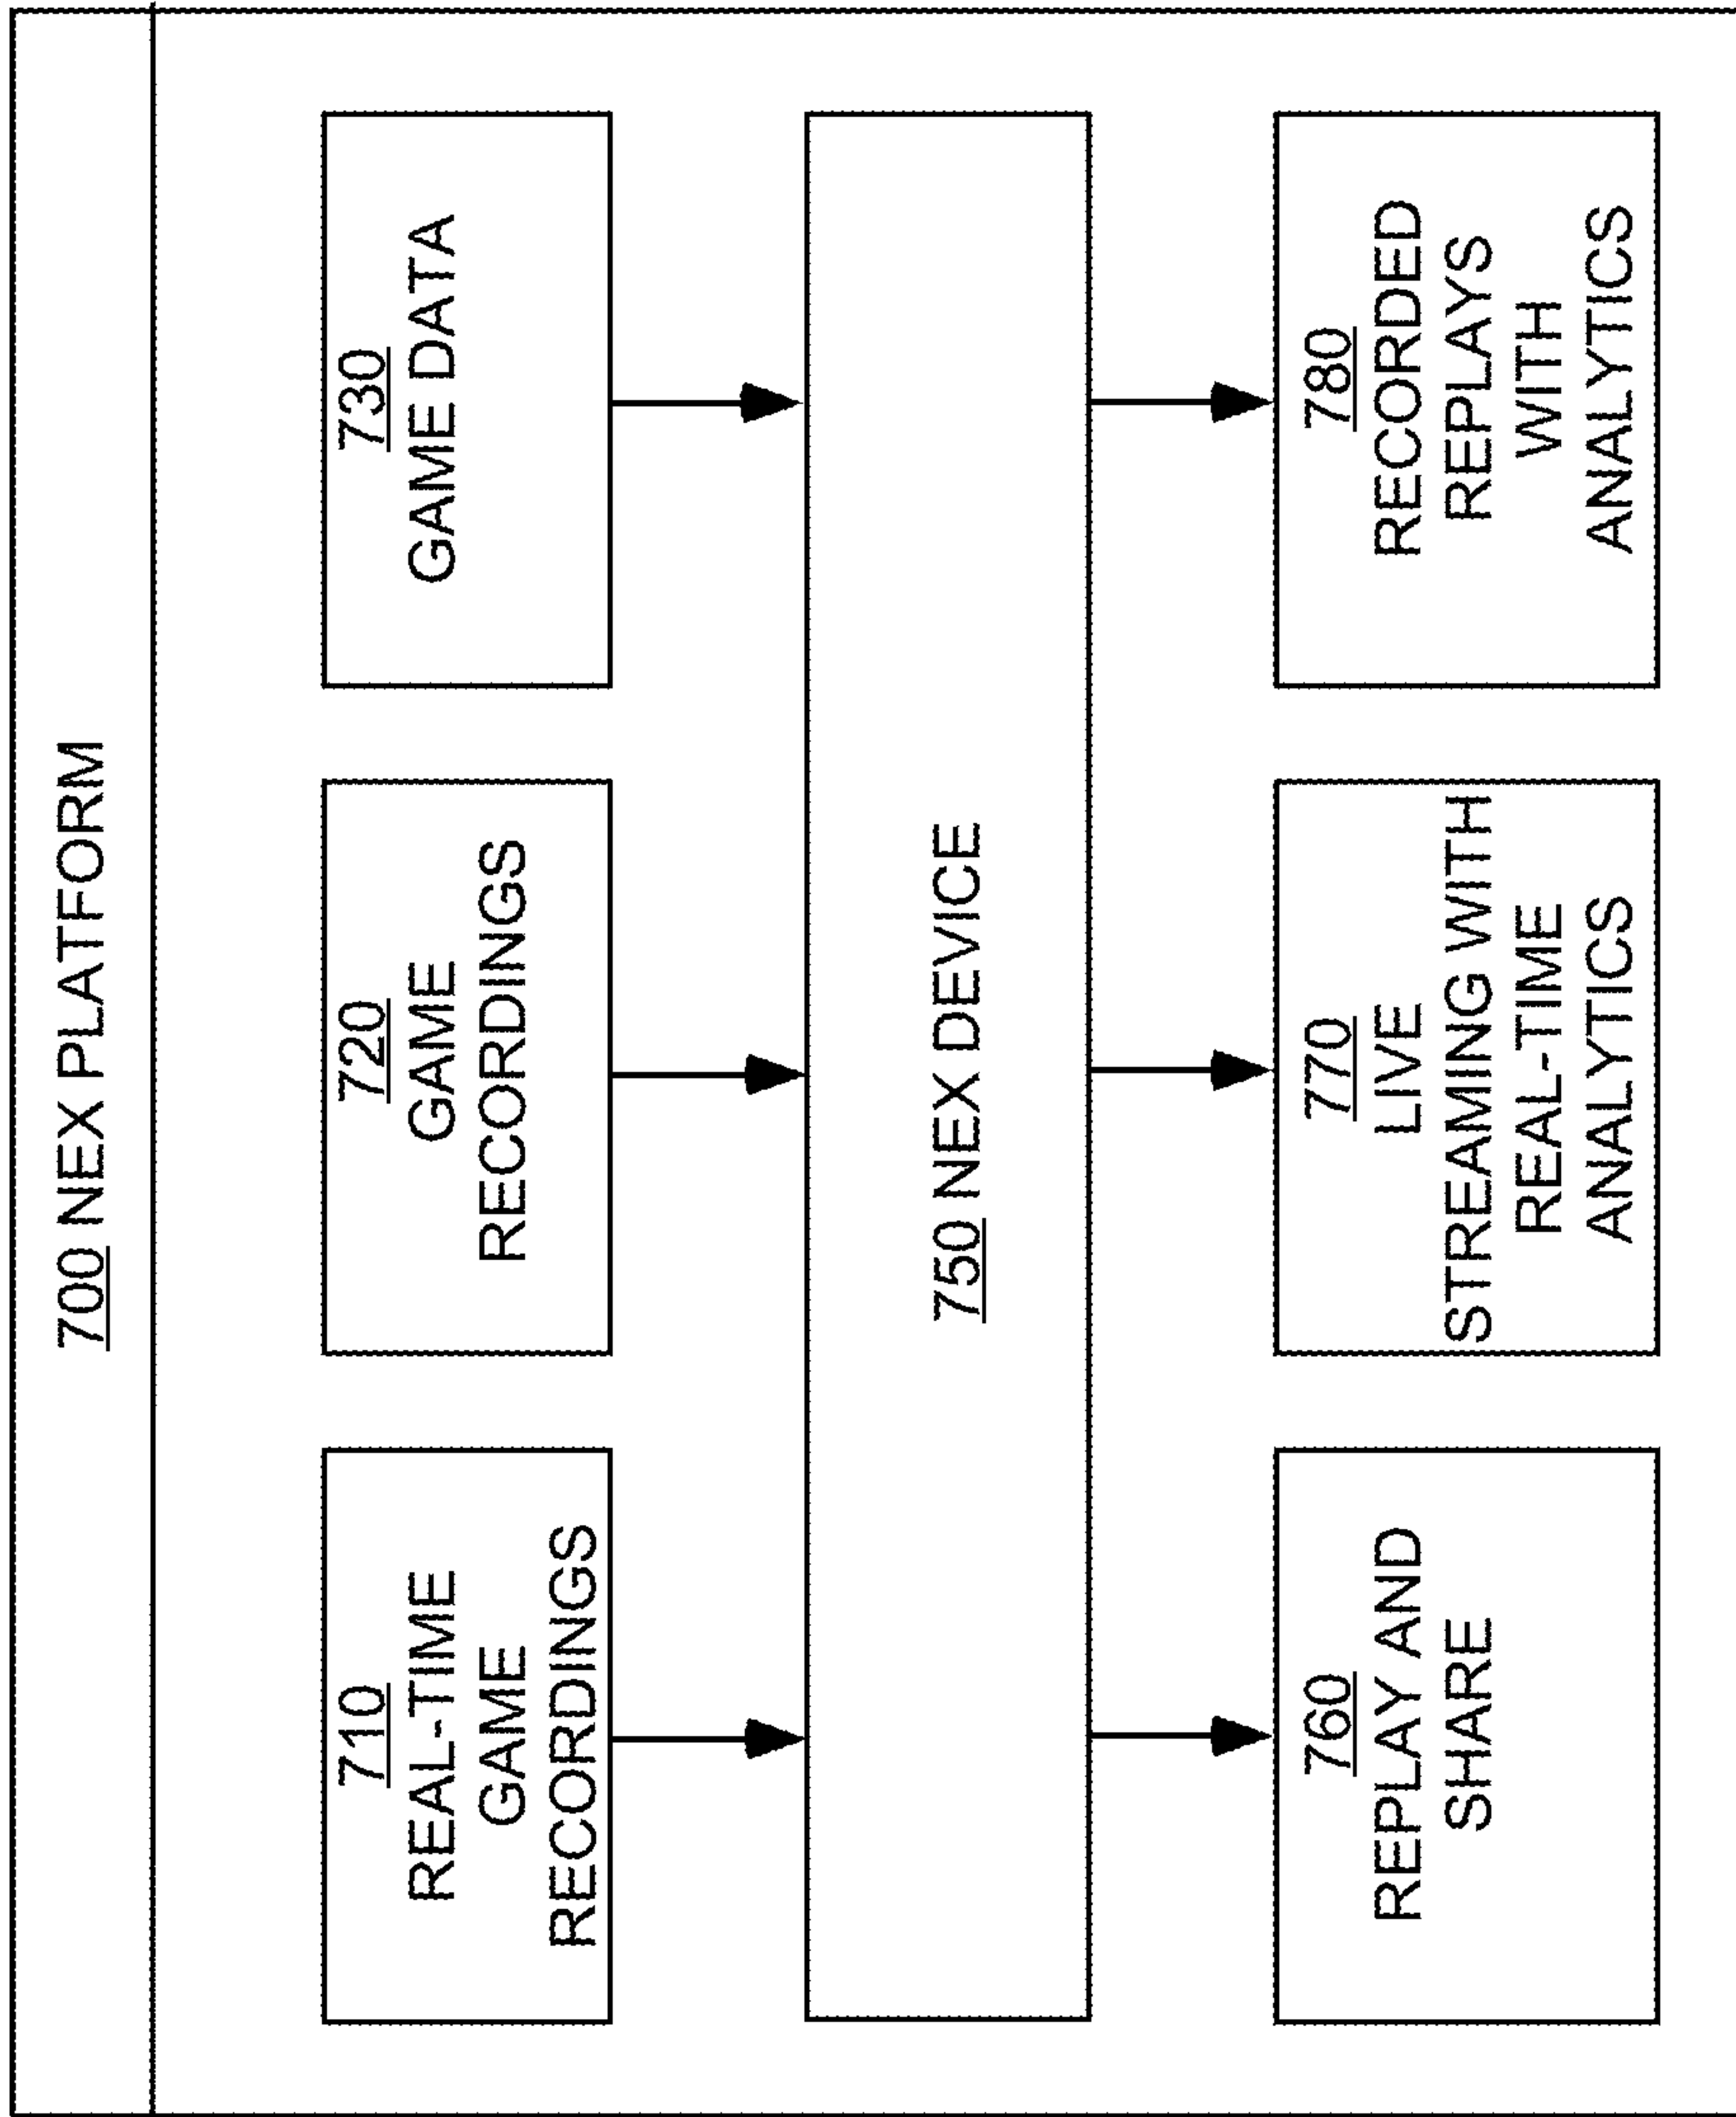 700 NEX PLATFORM
710
REAL-TIME
GAME
RECORDINGS
720
GAME
RECORDINGS
730
GAME DATA
750 NEX DEVICE
760
REPLAY AND
SHARE
770
LIVE
STREAMING WITH
REAL-TIME
ANALYTICS
780
RECORDED
REPLAYS
WITH
ANALYTICS